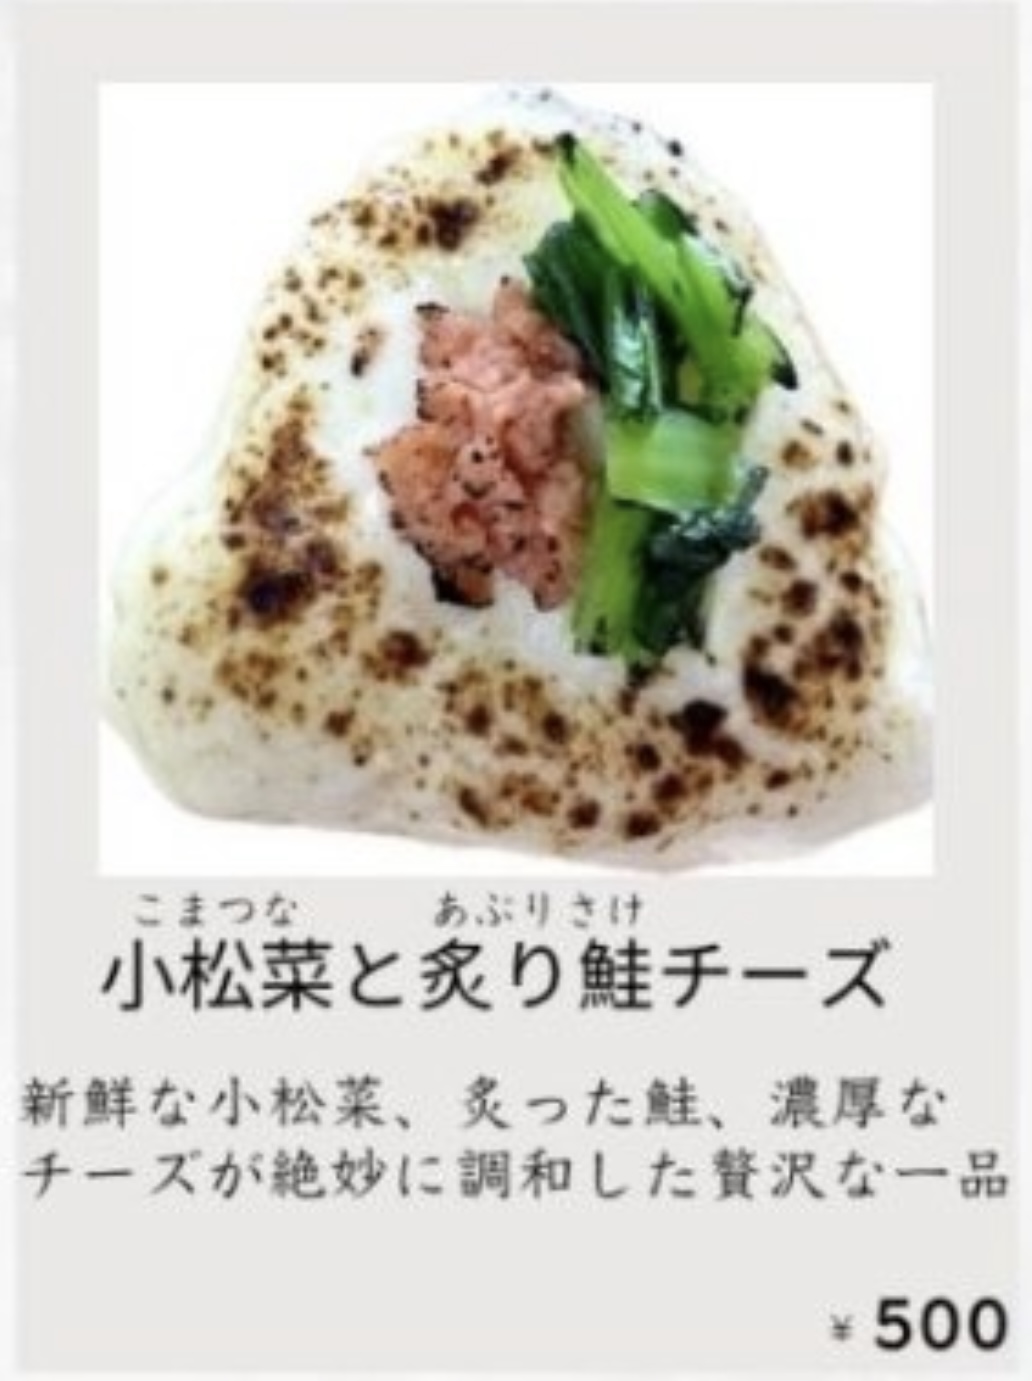 こまつな あぶりさけ
小松菜と炙り鮭チーズ
新鮮な小松菜、炙った鮭、濃厚な
チーズが絶妙に調和した贅沢な一品
¥ 500